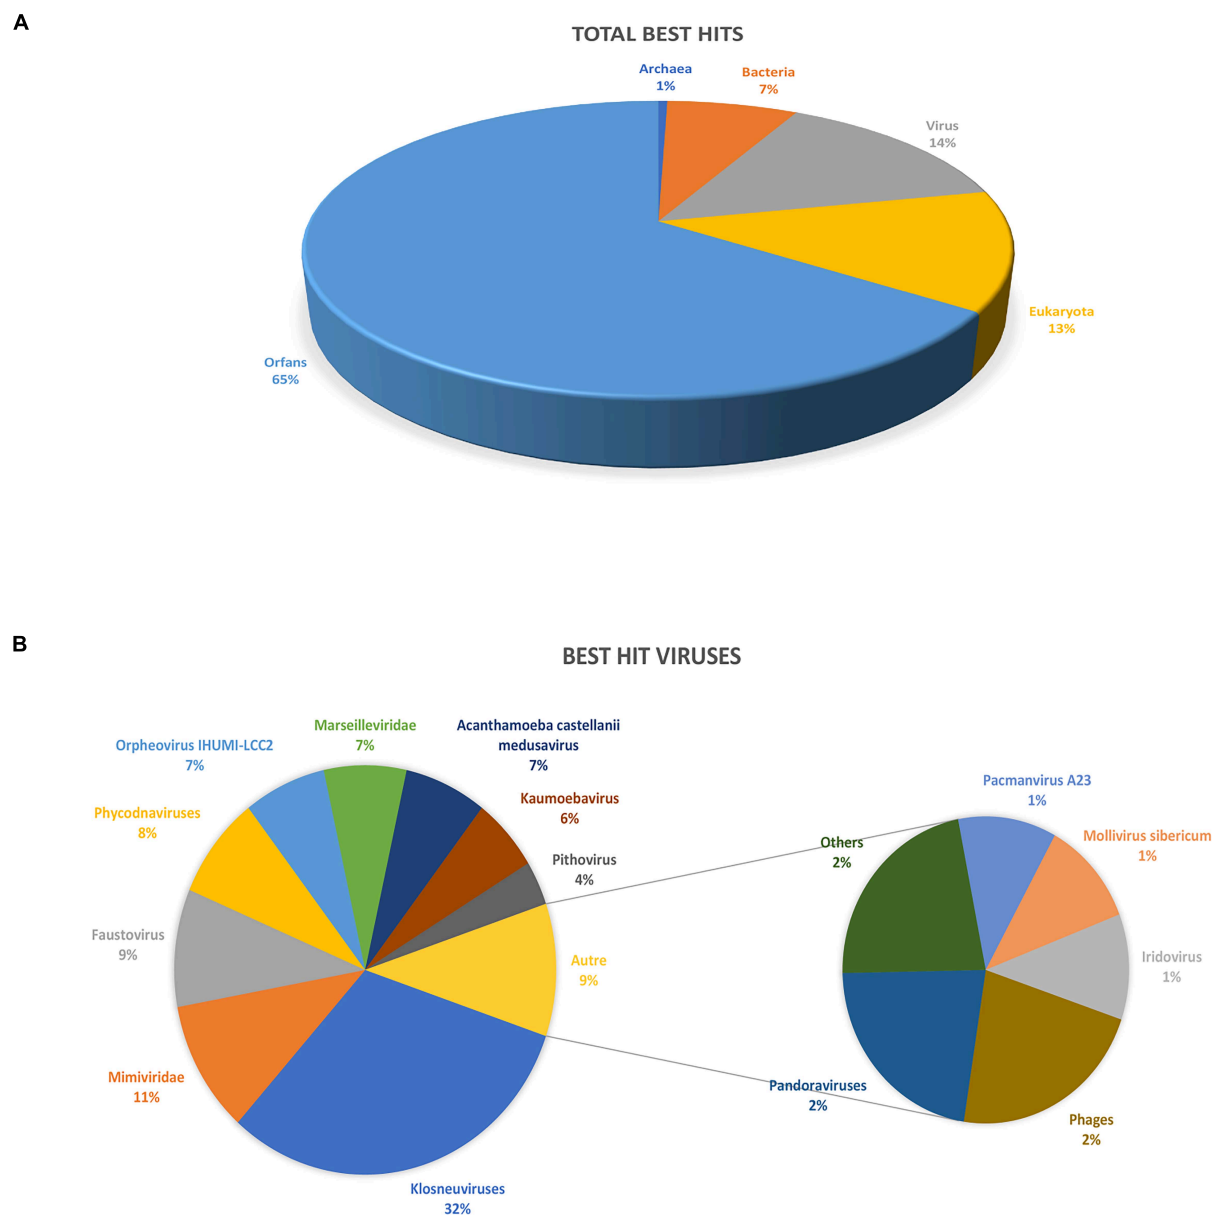 A
TOTAL BEST HITS
Archaea
1%
Bacteria
7%
Virus
14%
Eukaryota
13%
Orfans
65%
B
BEST HIT VIRUSES
Marseilleviridae
7%
Acanthamoeba castellanii
medusavirus
7%
Orpheovirus IHUMI-LCC2
7%
Kaumoebavirus
6%
Phycodnaviruses
8%
Pithovirus
4%
Faustovirus
9%
Autre
9%
Mimiviridae
11%
Klosneuviruses
32%
Pacmanvirus A23
1%
Mollivirus sibericum
1%
Others
2%
Iridovirus
1%
Pandoraviruses
2%
Phages
2%